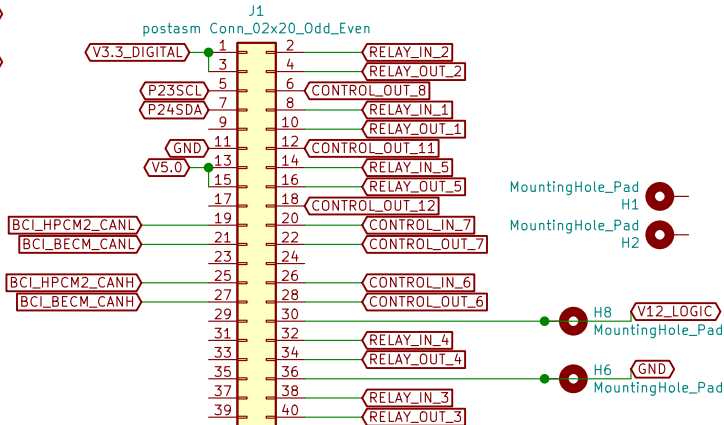 J1
postasm Conn_02x20_Odd_Even
V3.3_DIGITAL 1 2 RELAY_IN_2
3 4 RELAY_OUT_2
P23SCL 5 6 CONTROL_OUT_8
P24SDA 7 8 RELAY_IN_1
9 10 RELAY_OUT_1
GND 11 12 CONTROL_OUT_11
V5.0 13 14 RELAY_IN_5
15 16 RELAY_OUT_5
17 18 CONTROL_OUT_12
BCI_HPCM2_CANL 19 20 CONTROL_IN_7
BCI_BECM_CANL 21 22 CONTROL_OUT_7
23 24
BCI_HPCM2_CANH 25 26 CONTROL_IN_6
BCI_BECM_CANH 27 28 CONTROL_OUT_6
29 30
31 32 RELAY_IN_4
33 34 RELAY_OUT_4
35 36
37 38 RELAY_IN_3
39 40 RELAY_OUT_3
MountingHole_Pad
H1
MountingHole_Pad
H2
H8 V12_LOGIC
MountingHole_Pad
H6 GND
MountingHole_Pad